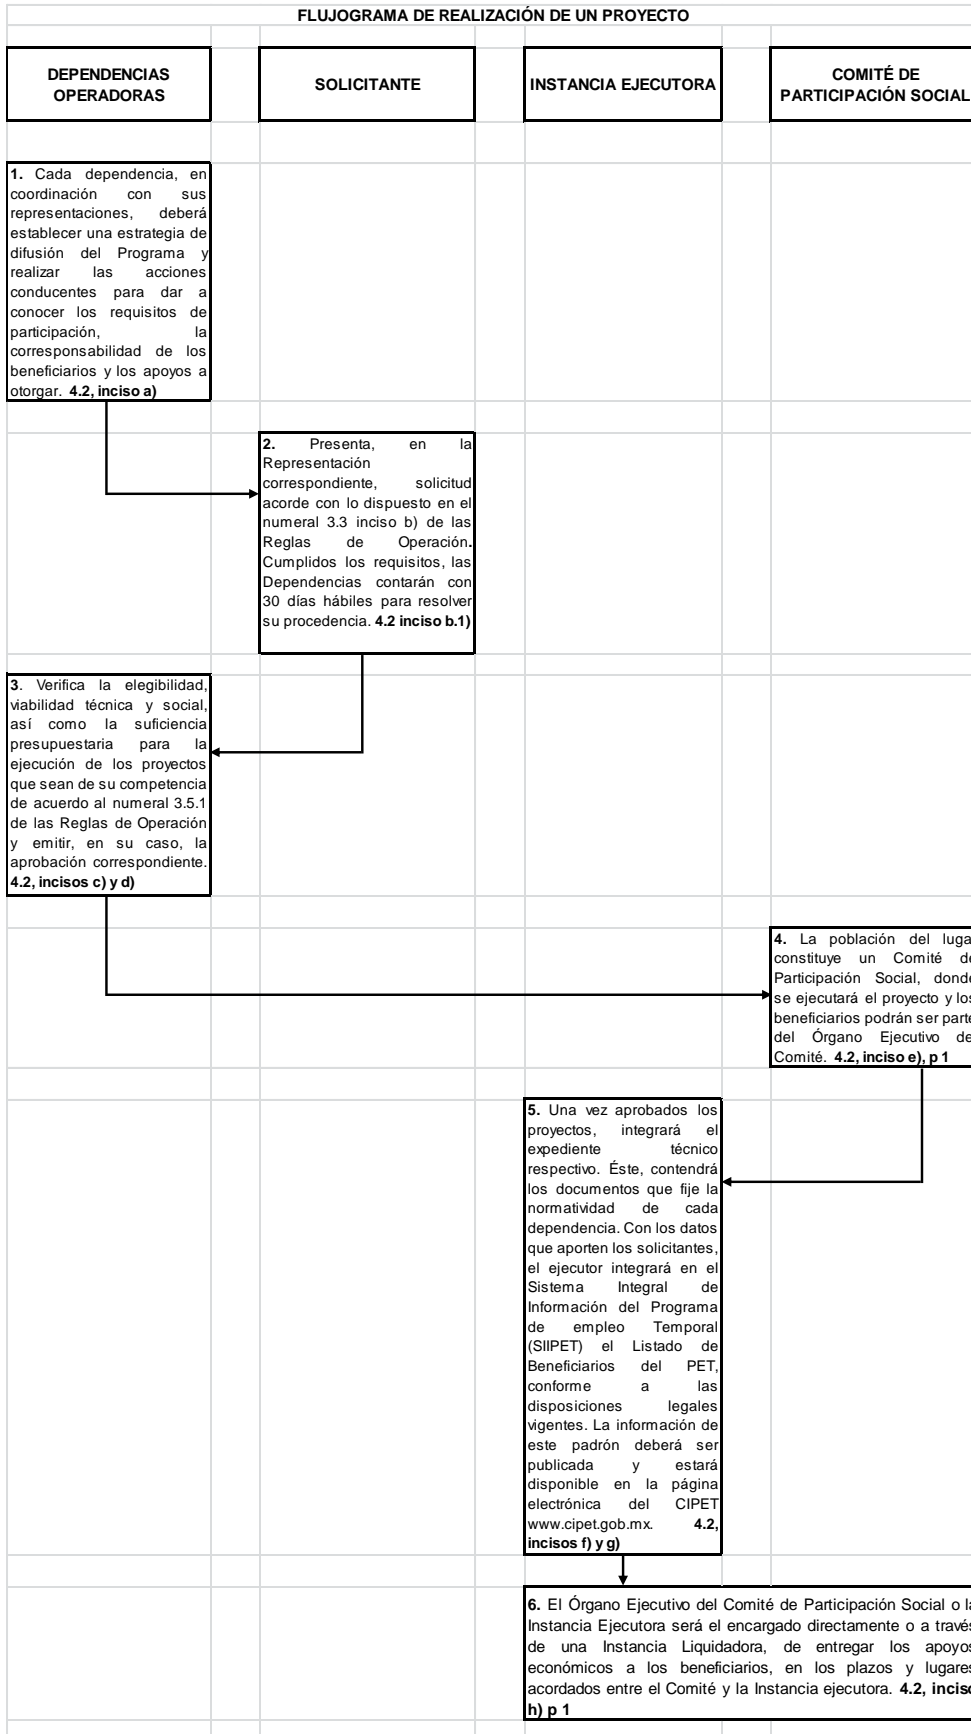 FLUJOGRAMA DE REALIZACIÓN DE UN PROYECTO
DEPENDENCIAS
OPERADORAS
SOLICITANTE
INSTANCIA EJECUTORA
COMITÉ DE
PARTICIPACIÓN SOCIAL
1. Cada dependencia, en
coordinación con sus
representaciones, deberá
establecer una estrategia de
difusión del Programa y
realizar las acciones
conducentes para dar a
conocer los requisitos de
participación, la
corresponsabilidad de los
beneficiarios y los apoyos a
otorgar. 4.2, inciso a)
2. Presenta, en la
Representación
correspondiente, solicitud
acorde con lo dispuesto en el
numeral 3.3 inciso b) de las
Reglas de Operación.
Cumplidos los requisitos, las
Dependencias contarán con
30 días hábiles para resolver
su procedencia. 4.2 inciso b.1)
3. Verifica la elegibilidad,
viabilidad técnica y social,
así como la suficiencia
presupuestaria para la
ejecución de los proyectos
que sean de su competencia
de acuerdo al numeral 3.5.1
de las Reglas de Operación
y emitir, en su caso, la
aprobación correspondiente.
4.2, incisos c) y d)
4. La población del luga
constituye un Comité de
Participación Social, donde
se ejecutará el proyecto y los
beneficiarios podrán ser parte
del Órgano Ejecutivo de
Comité. 4.2, inciso e), p 1
5. Una vez aprobados los
proyectos, integrará el
expediente técnico
respectivo. Éste, contendrá
los documentos que fije la
normatividad de cada
dependencia. Con los datos
que aporten los solicitantes,
el ejecutor integrará en el
Sistema Integral de
Información del Programa
de empleo Temporal
(SIIPET) el Listado de
Beneficiarios del PET,
conforme a las
disposiciones legales
vigentes. La información de
este padrón deberá ser
publicada y estará
disponible en la página
electrónica del CIPET
www.cipet.gob.mx. 4.2,
incisos f) y g)
6. El Órgano Ejecutivo del Comité de Participación Social o la
Instancia Ejecutora será el encargado directamente o a través
de una Instancia Liquidadora, de entregar los apoyos
económicos a los beneficiarios, en los plazos y lugares
acordados entre el Comité y la Instancia ejecutora. 4.2, inciso
h) p 1